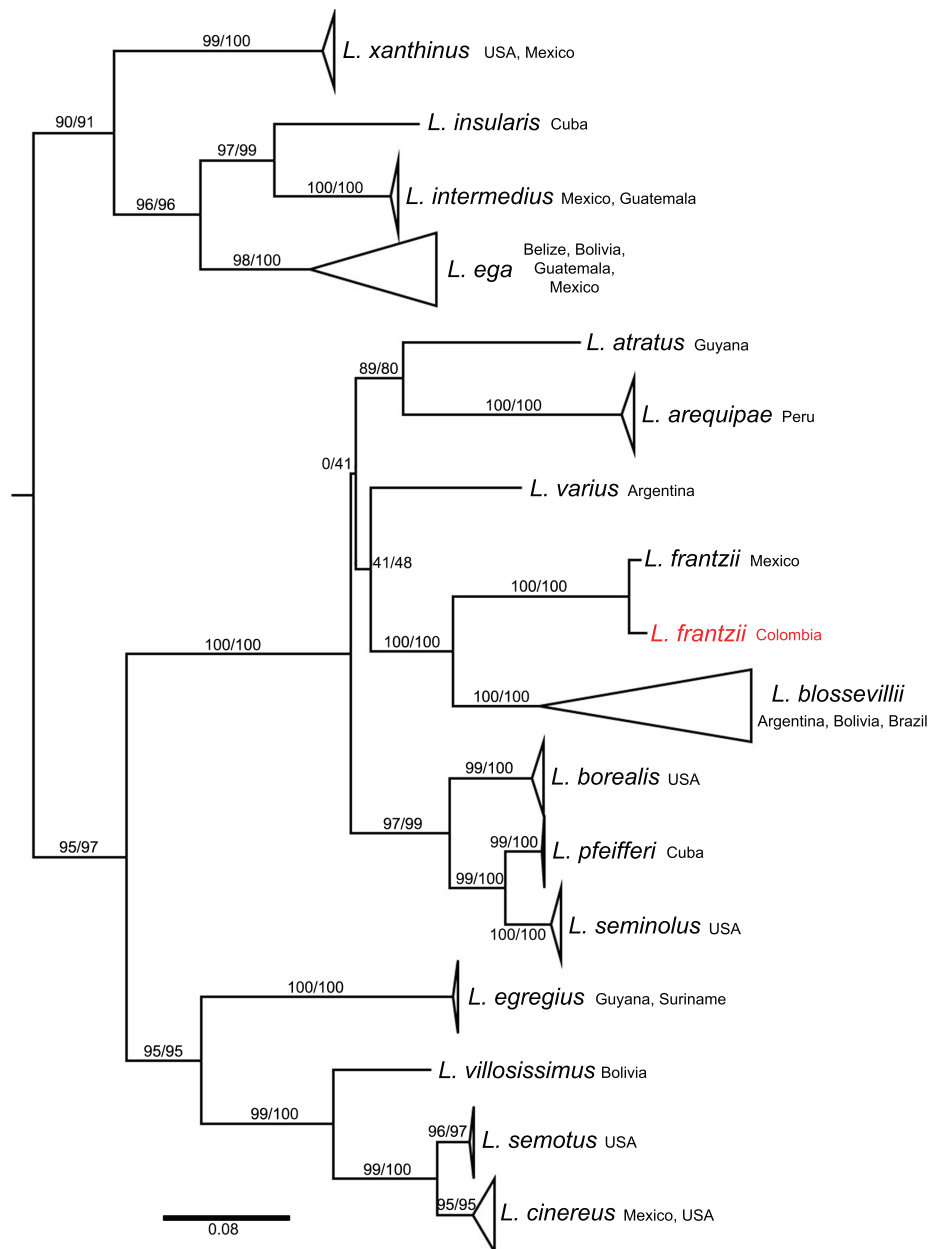 99/100
L. xanthinus USA, Mexico
90/91
L. insularis Cuba
97/99
100/100
L. intermedius Mexico, Guatemala
96/96
98/100
L. ega Belize, Bolivia,
Guatemala,
Mexico
L. atratus Guyana
89/80
100/100
L. arequipae Peru
0/41
L. varius Argentina
41/48
L. frantzii Mexico
100/100
L. frantzii Colombia
100/100
100/100
100/100
L. blossevillii
Argentina, Bolivia, Brazil
99/100
L. borealis USA
97/99
99/100
L. pfeifferi Cuba
95/97
99/100
L. seminolus USA
100/100
100/100
L. egregius Guyana, Suriname
95/95
L. villosissimus Bolivia
99/100
96/97
L. semotus USA
99/100
95/95
L. cinereus Mexico, USA
0.08